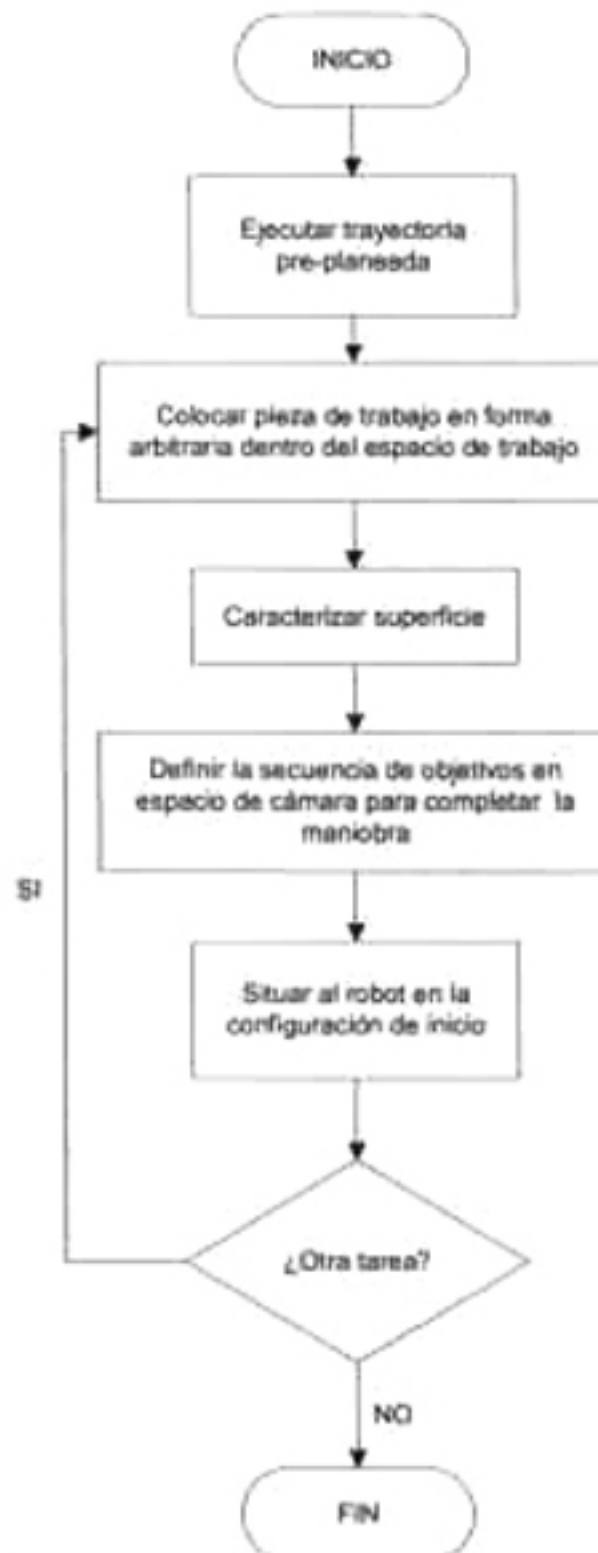 INICIO
Ejecutar trayectoria
pre-planeada
Colocar pieza de trabajo en forma
arbitraria dentro del espacio de trabajo
Caracterizar superficie
Definir la secuencia de objetivos en
espacio de cámara para completar la
maniobra
SI
Situar al robot en la
configuración de inicio
¿Otra tarea?
NO
FIN